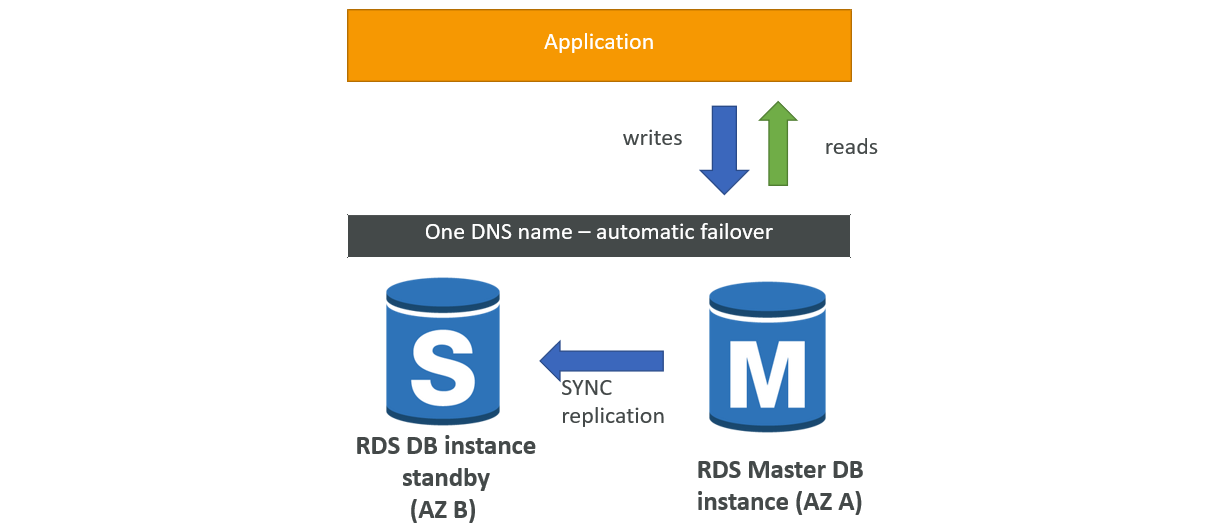 Application
writes
reads
One DNS name – automatic failover
S
M
SYNC
replication
RDS DB instance
standby
(AZ B)
RDS Master DB
instance (AZ A)